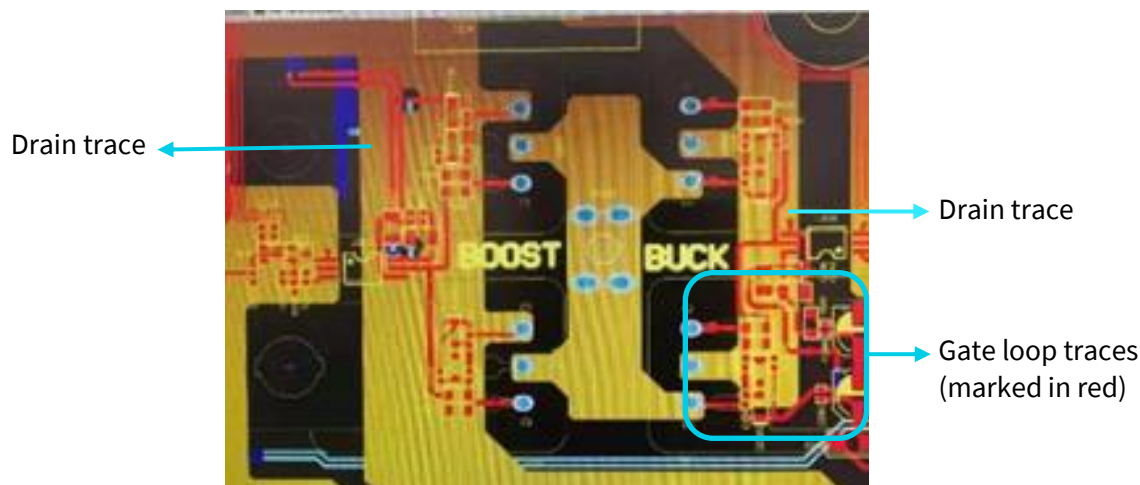 Drain trace
BOOST
BUCK
Drain trace
Gate loop traces
(marked in red)